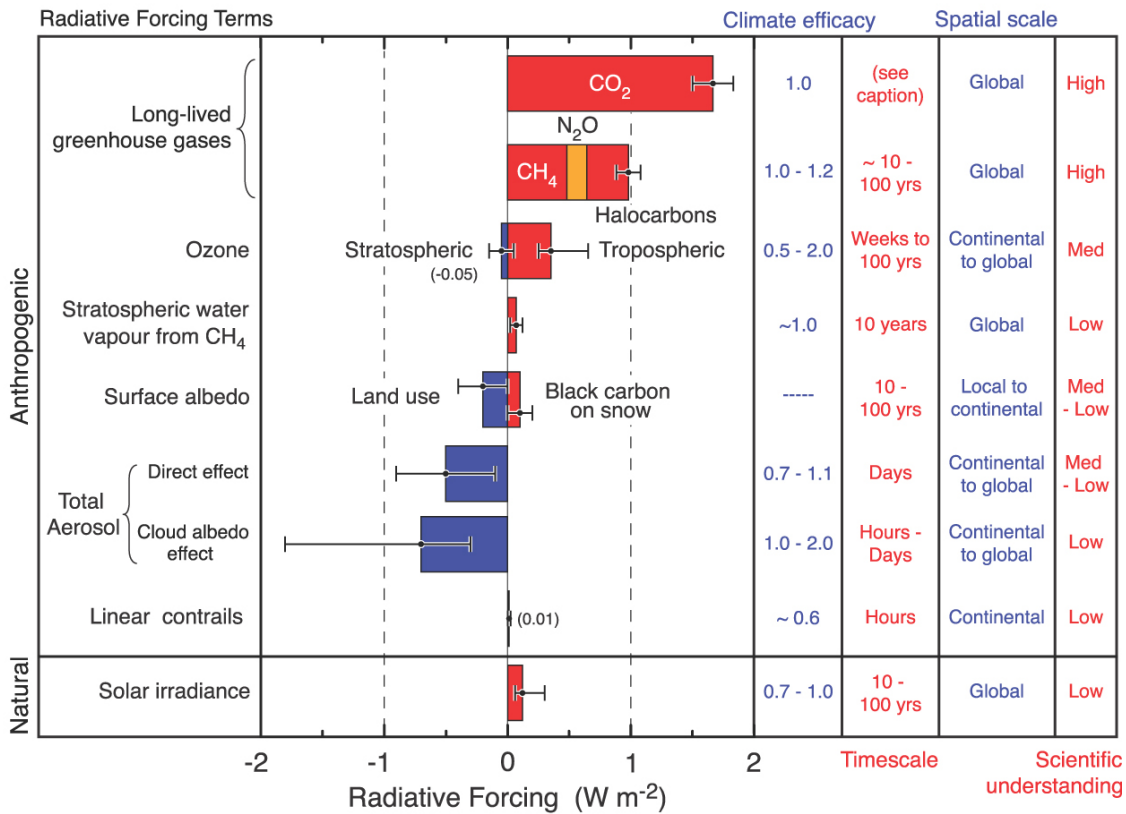 Radiative Forcing Terms
Climate efficacy
Spatial scale
Anthropogenic
Long-lived
greenhouse gases
CO₂
1.0
(see
caption)
Global
High
N₂O
CH₄
Halocarbons
1.0 - 1.2
~ 10 -
100 yrs
Global
High
Ozone
Stratospheric
(-0.05)
Tropospheric
0.5 - 2.0
Weeks to
100 yrs
Continental
to global
Med
Stratospheric water
vapour from CH₄
~1.0
10 years
Global
Low
Surface albedo
Land use
Black carbon
on snow
-----
10 -
100 yrs
Local to
continental
Med
- Low
Total
Aerosol
Direct effect
0.7 - 1.1
Days
Continental
to global
Med
- Low
Cloud albedo
effect
1.0 - 2.0
Hours -
Days
Continental
to global
Low
Linear contrails
(0.01)
~ 0.6
Hours
Continental
Low
Natural
Solar irradiance
0.7 - 1.0
10 -
100 yrs
Global
Low
-2 -1 0 1 2
Radiative Forcing (W m⁻²)
Timescale
Scientific
understanding